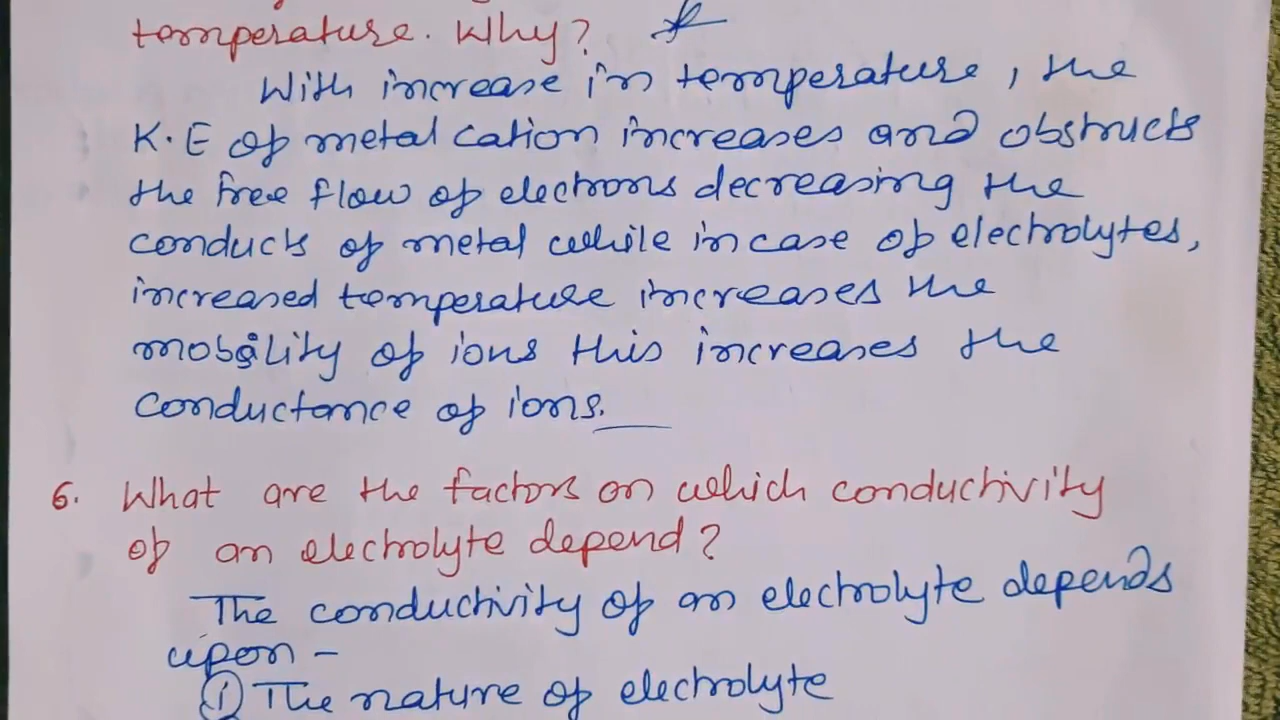 temperature. Why?
With increase in temperature, the
K.E of metal cation increases and obstructs
the free flow of electrons decreasing the
conducts of metal while in case of electrolytes,
increased temperature increases the
mobility of ions this increases the
conductance of ions.
6. What are the factors on which conductivity
of an electrolyte depend?
The conductivity of an electrolyte depends
upon -
① The nature of electrolyte